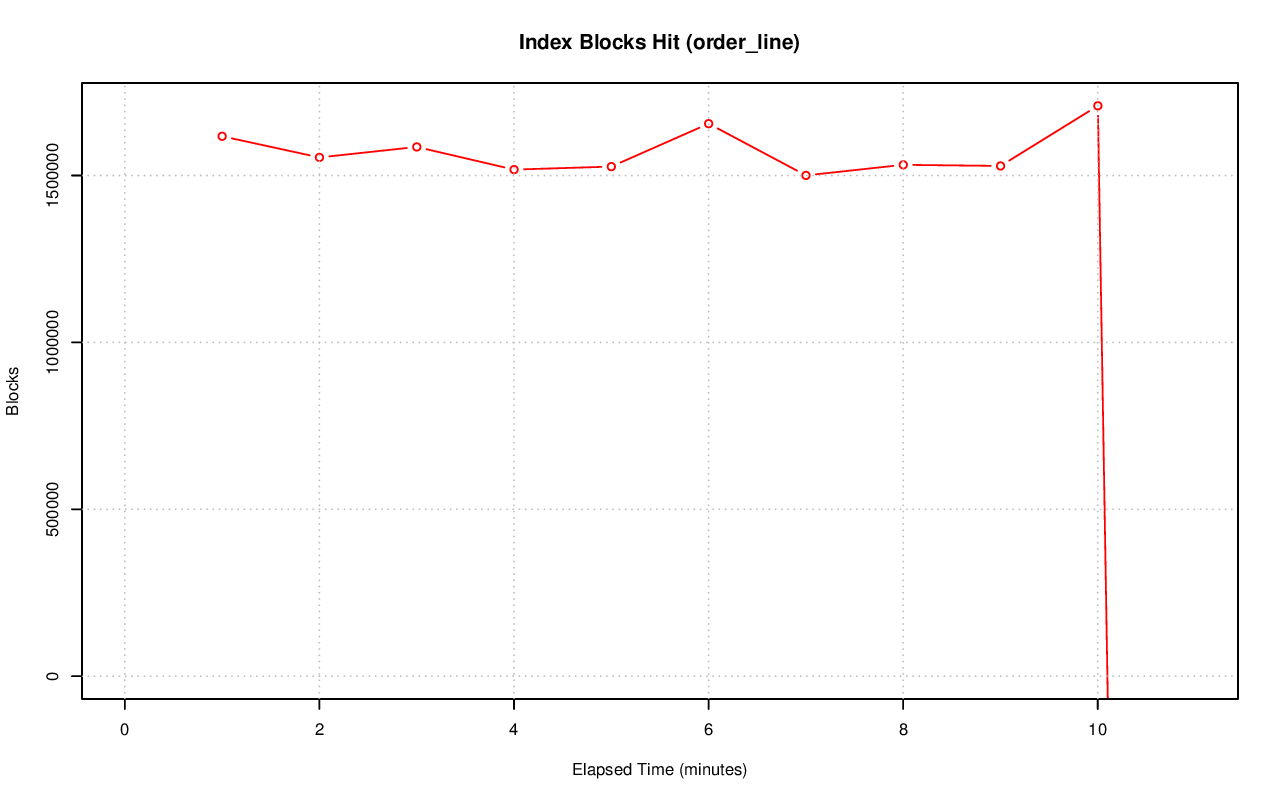 Index Blocks Hit (order_line)
1500000
1000000
500000
0
Blocks
0 2 4 6 8 10
Elapsed Time (minutes)